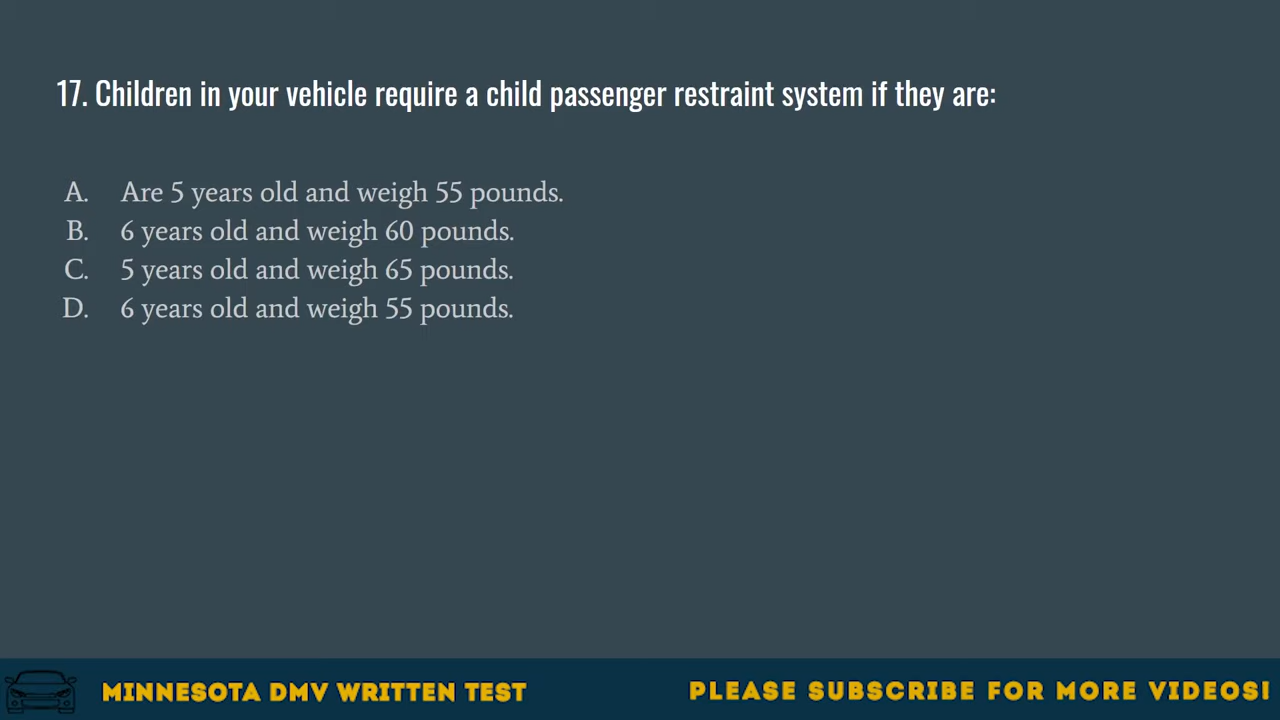 17. Children in your vehicle require a child passenger restraint system if they are:
A. Are 5 years old and weigh 55 pounds.
B. 6 years old and weigh 60 pounds.
C. 5 years old and weigh 65 pounds.
D. 6 years old and weigh 55 pounds.
MINNESOTA DMV WRITTEN TEST
PLEASE SUBSCRIBE FOR MORE VIDEOS!